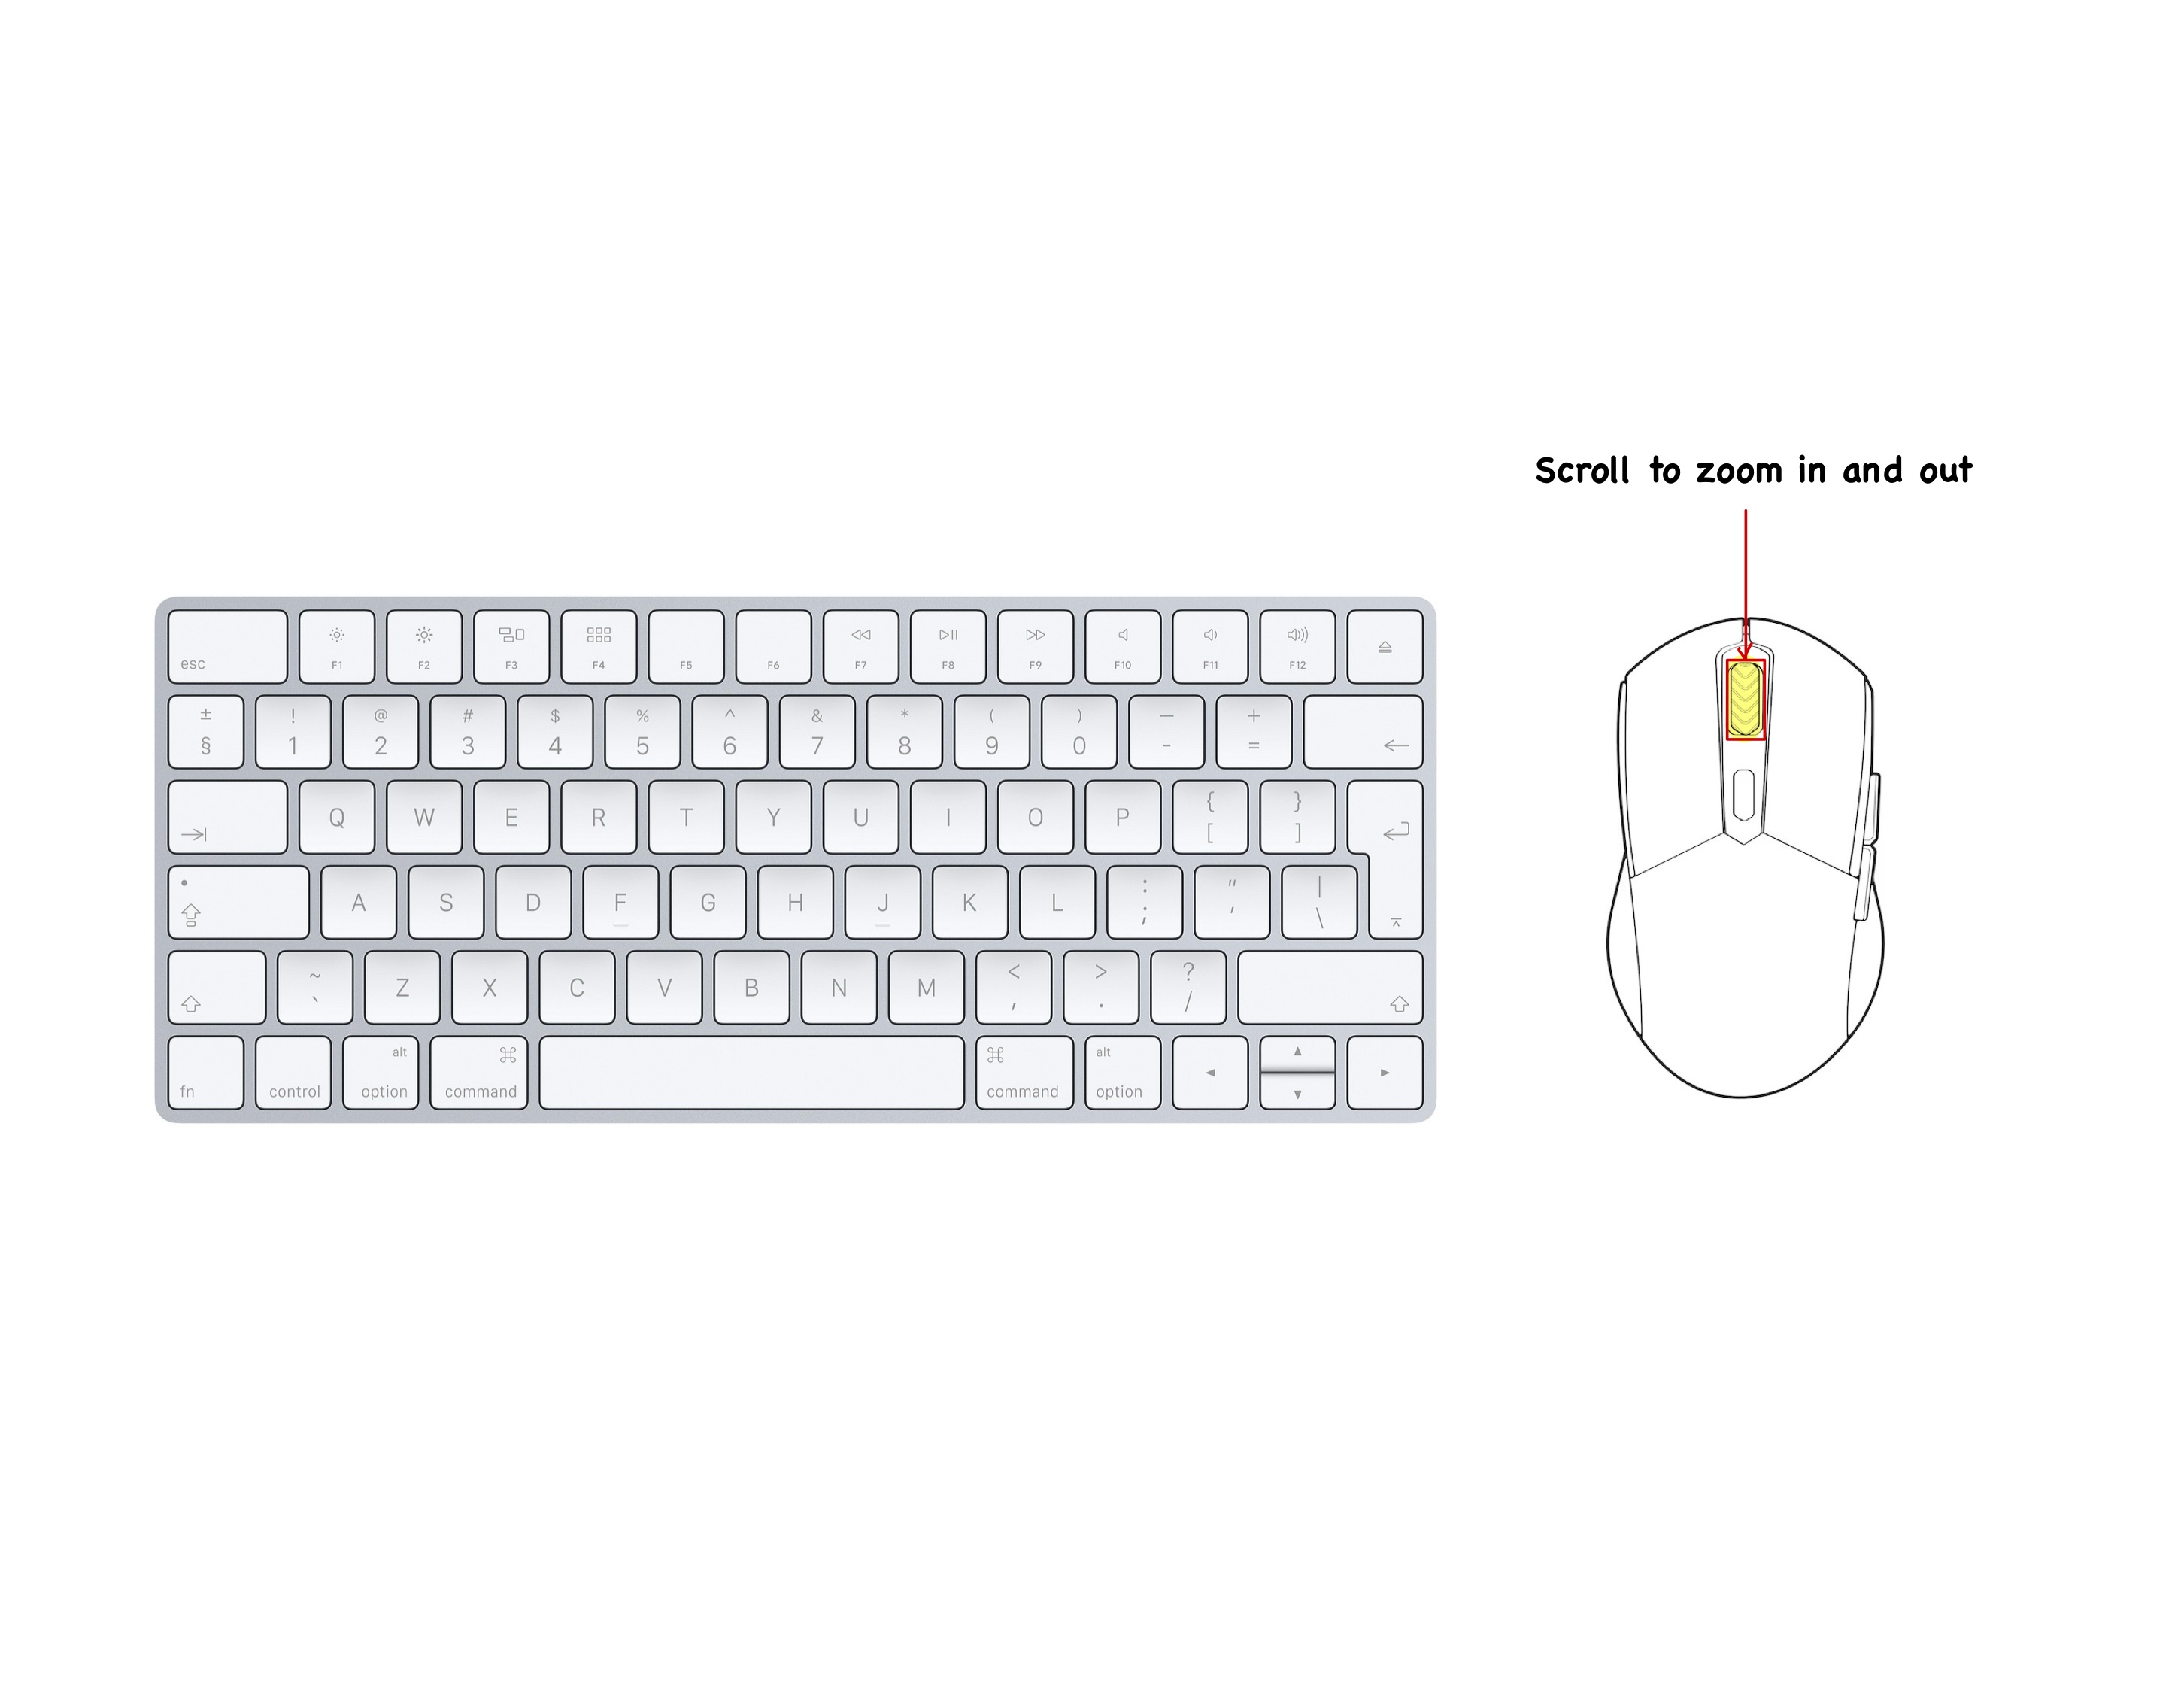 Scroll to zoom in and out
esc F1 F2 F3 F4 F5 F6 F7 F8 F9 F10 F11 F12
± ! @ # $ % ^ & * ( ) — +
§ 1 2 3 4 5 6 7 8 9 0 - =
Q W E R T Y U I O P { }
[ ]
A S D F G H J K L : " |
; ' \
~ Z X C V B N M < > ?
` , . /
alt ⌘ ⌘ alt
fn control option command command option